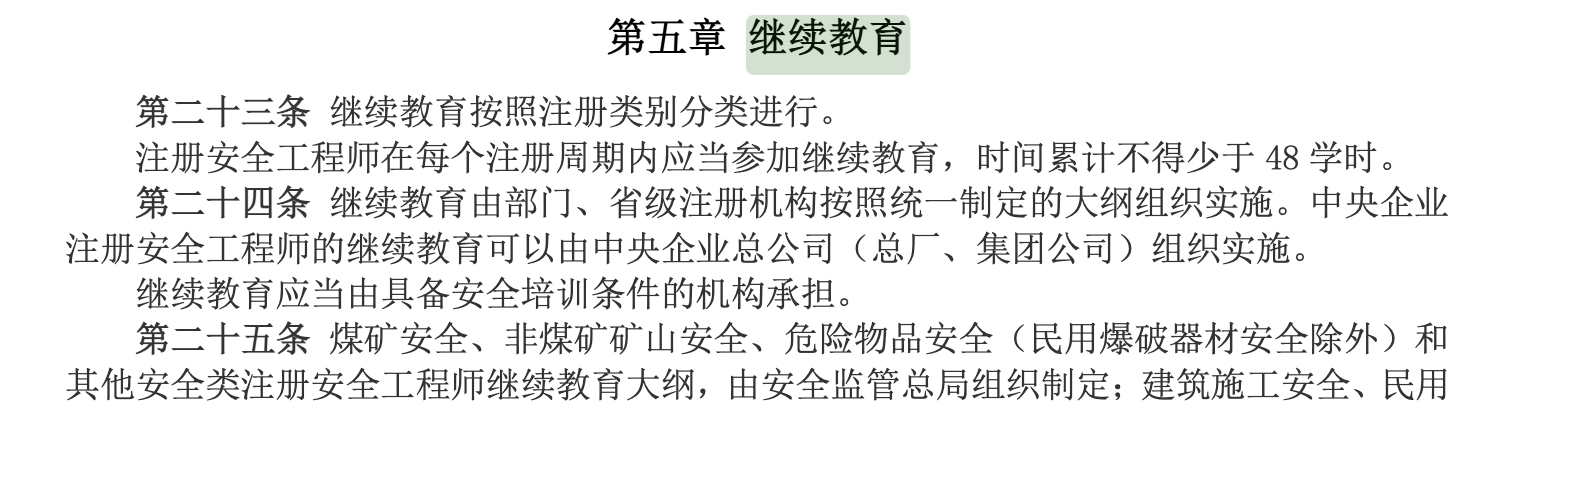 第五章 继续教育
第二十三条 继续教育按照注册类别分类进行。
注册安全工程师在每个注册周期内应当参加继续教育，时间累计不得少于 48 学时。
第二十四条 继续教育由部门、省级注册机构按照统一制定的大纲组织实施。中央企业
注册安全工程师的继续教育可以由中央企业总公司（总厂、集团公司）组织实施。
继续教育应当由具备安全培训条件的机构承担。
第二十五条 煤矿安全、非煤矿矿山安全、危险物品安全（民用爆破器材安全除外）和
其他安全类注册安全工程师继续教育大纲，由安全监管总局组织制定；建筑施工安全、民用